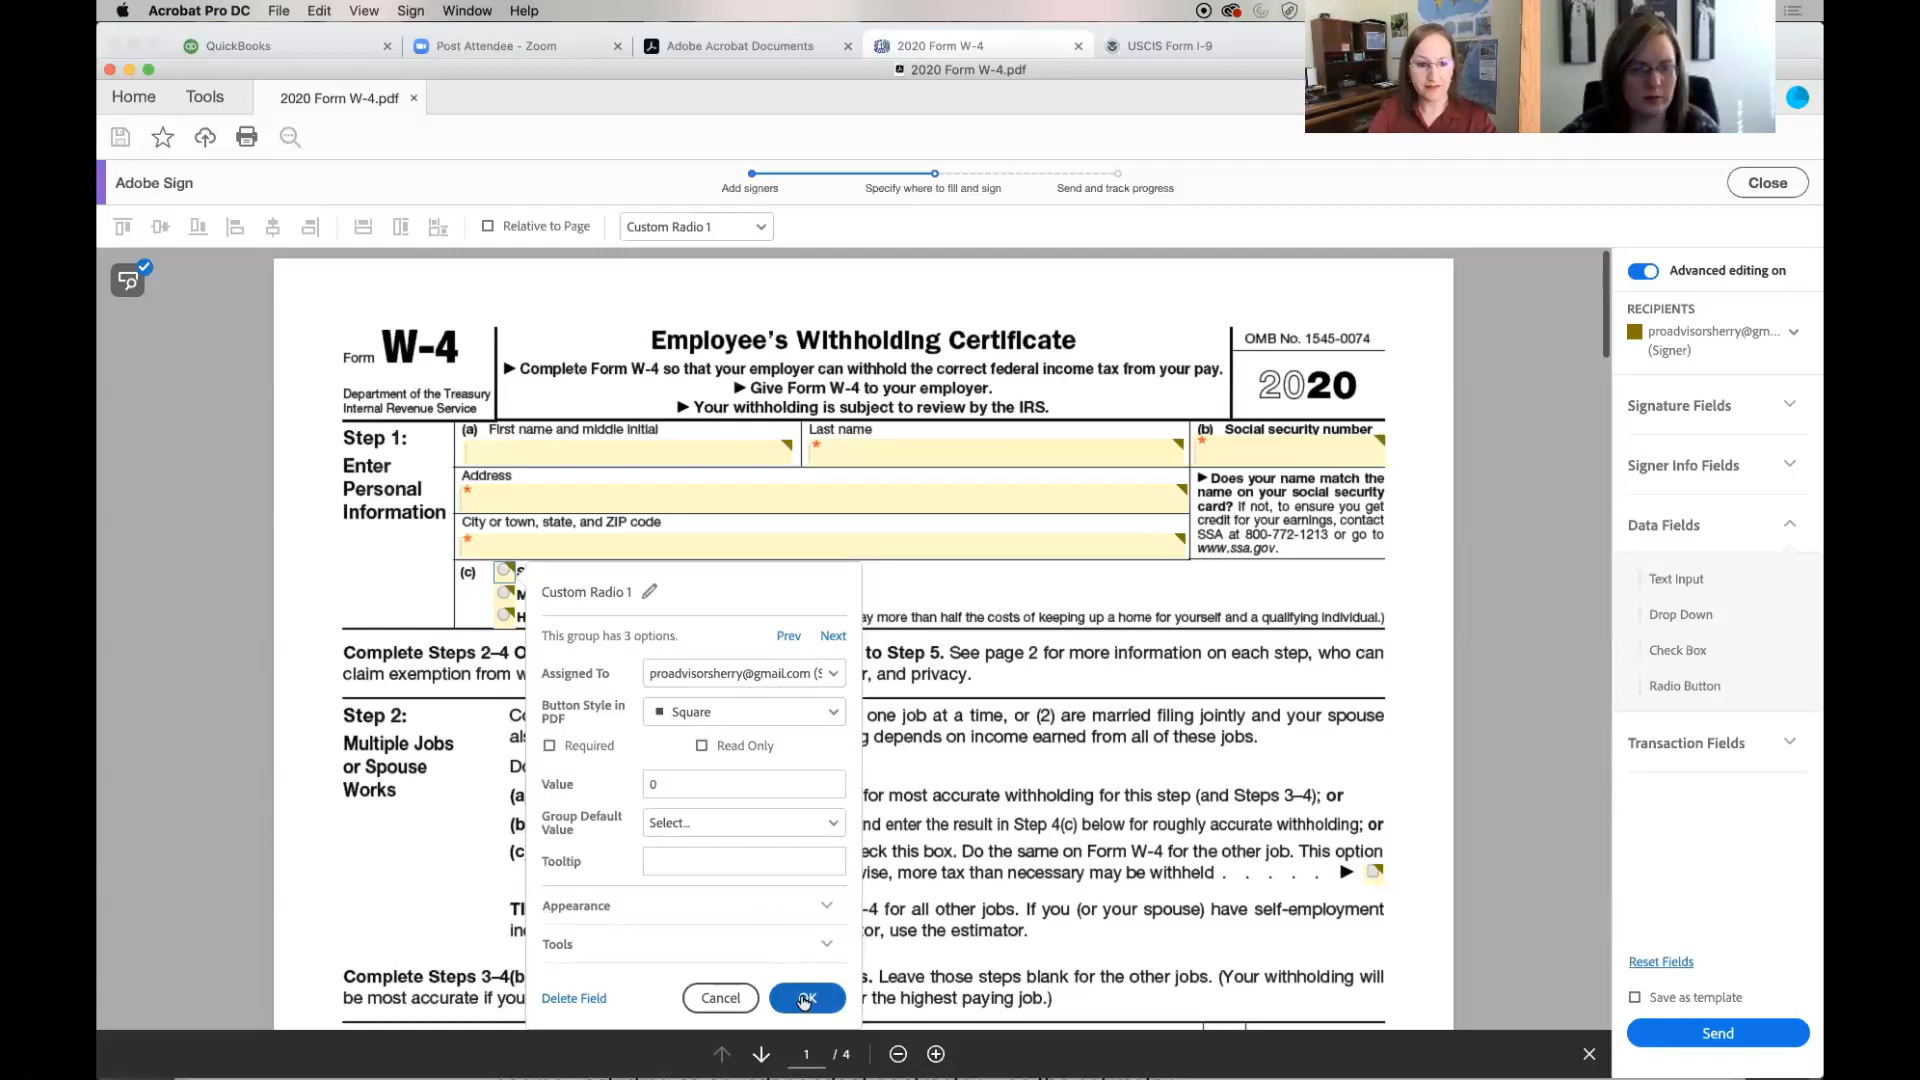 Acrobat Pro DC File Edit View Sign Window Help
QuickBooks × Post Attendee - Zoom × Adobe Acrobat Documents × 2020 Form W-4 × USCIS Form I-9
2020 Form W-4.pdf
Home Tools 2020 Form W-4.pdf ×
Adobe Sign
Add signers Specify where to fill and sign Send and track progress
Close
Relative to Page Custom Radio 1
Advanced editing on
RECIPIENTS
proadvisorsherry@gm...
(Signer)
Signature Fields
Signer Info Fields
Data Fields
Text Input
Drop Down
Check Box
Radio Button
Transaction Fields
Reset Fields
Save as template
Send
Form W-4
Department of the Treasury
Internal Revenue Service
Employee's Withholding Certificate
▶ Complete Form W-4 so that your employer can withhold the correct federal income tax from your pay.
▶ Give Form W-4 to your employer.
▶ Your withholding is subject to review by the IRS.
OMB No. 1545-0074
2020
Step 1:
Enter
Personal
Information
(a) First name and middle initial
Last name
*
(b) Social security number
*
Address
*
City or town, state, and ZIP code
*
▶ Does your name match the
name on your social security
card? If not, to ensure you get
credit for your earnings, contact
SSA at 800-772-1213 or go to
www.ssa.gov.
(c) S
M
H
ay more than half the costs of keeping up a home for yourself and a qualifying individual.)
Custom Radio 1
This group has 3 options. Prev Next
Assigned To proadvisorsherry@gmail.com (S
Button Style in
PDF
Square
Required Read Only
Value 0
Group Default
Value
Select...
Tooltip
Appearance
Tools
Delete Field Cancel OK
Complete Steps 2–4 O to Step 5. See page 2 for more information on each step, who can
claim exemption from w r, and privacy.
Step 2:
Multiple Jobs
or Spouse
Works
Co one job at a time, or (2) are married filing jointly and your spouse
als g depends on income earned from all of these jobs.
Do
(a for most accurate withholding for this step (and Steps 3–4); or
(b nd enter the result in Step 4(c) below for roughly accurate withholding; or
(c eck this box. Do the same on Form W-4 for the other job. This option
ise, more tax than necessary may be withheld . . . . . ▶
TI -4 for all other jobs. If you (or your spouse) have self-employment
inc or, use the estimator.
Complete Steps 3–4(b s. Leave those steps blank for the other jobs. (Your withholding will
be most accurate if you r the highest paying job.)
1 / 4